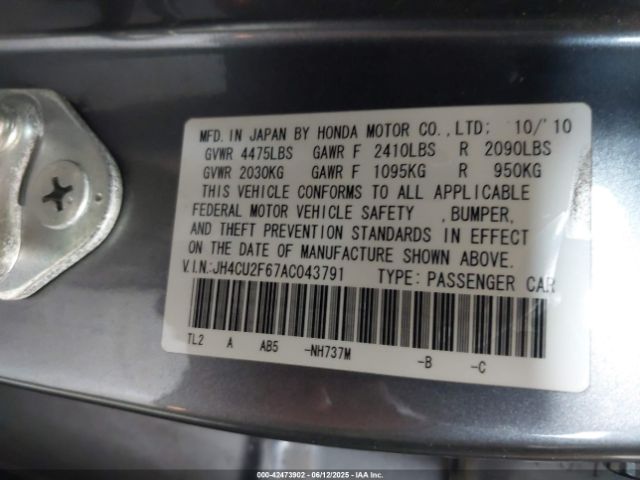 MFD. IN JAPAN BY HONDA MOTOR CO., LTD: 10/'10
GVWR 4475LBS GAWR F 2410LBS R 2090LBS
GVWR 2030KG GAWR F 1095KG R 950KG
THIS VEHICLE CONFORMS TO ALL APPLICABLE
FEDERAL MOTOR VEHICLE SAFETY , BUMPER,
AND THEFT PREVENTION STANDARDS IN EFFECT
ON THE DATE OF MANUFACTURE SHOWN ABOVE.
V.I.N.:JH4CU2F67AC043791 TYPE: PASSENGER CAR
TL2 A AB5 -NH737M -B -C
000-42473902 - 06/12/2025 - IAAI Inc.